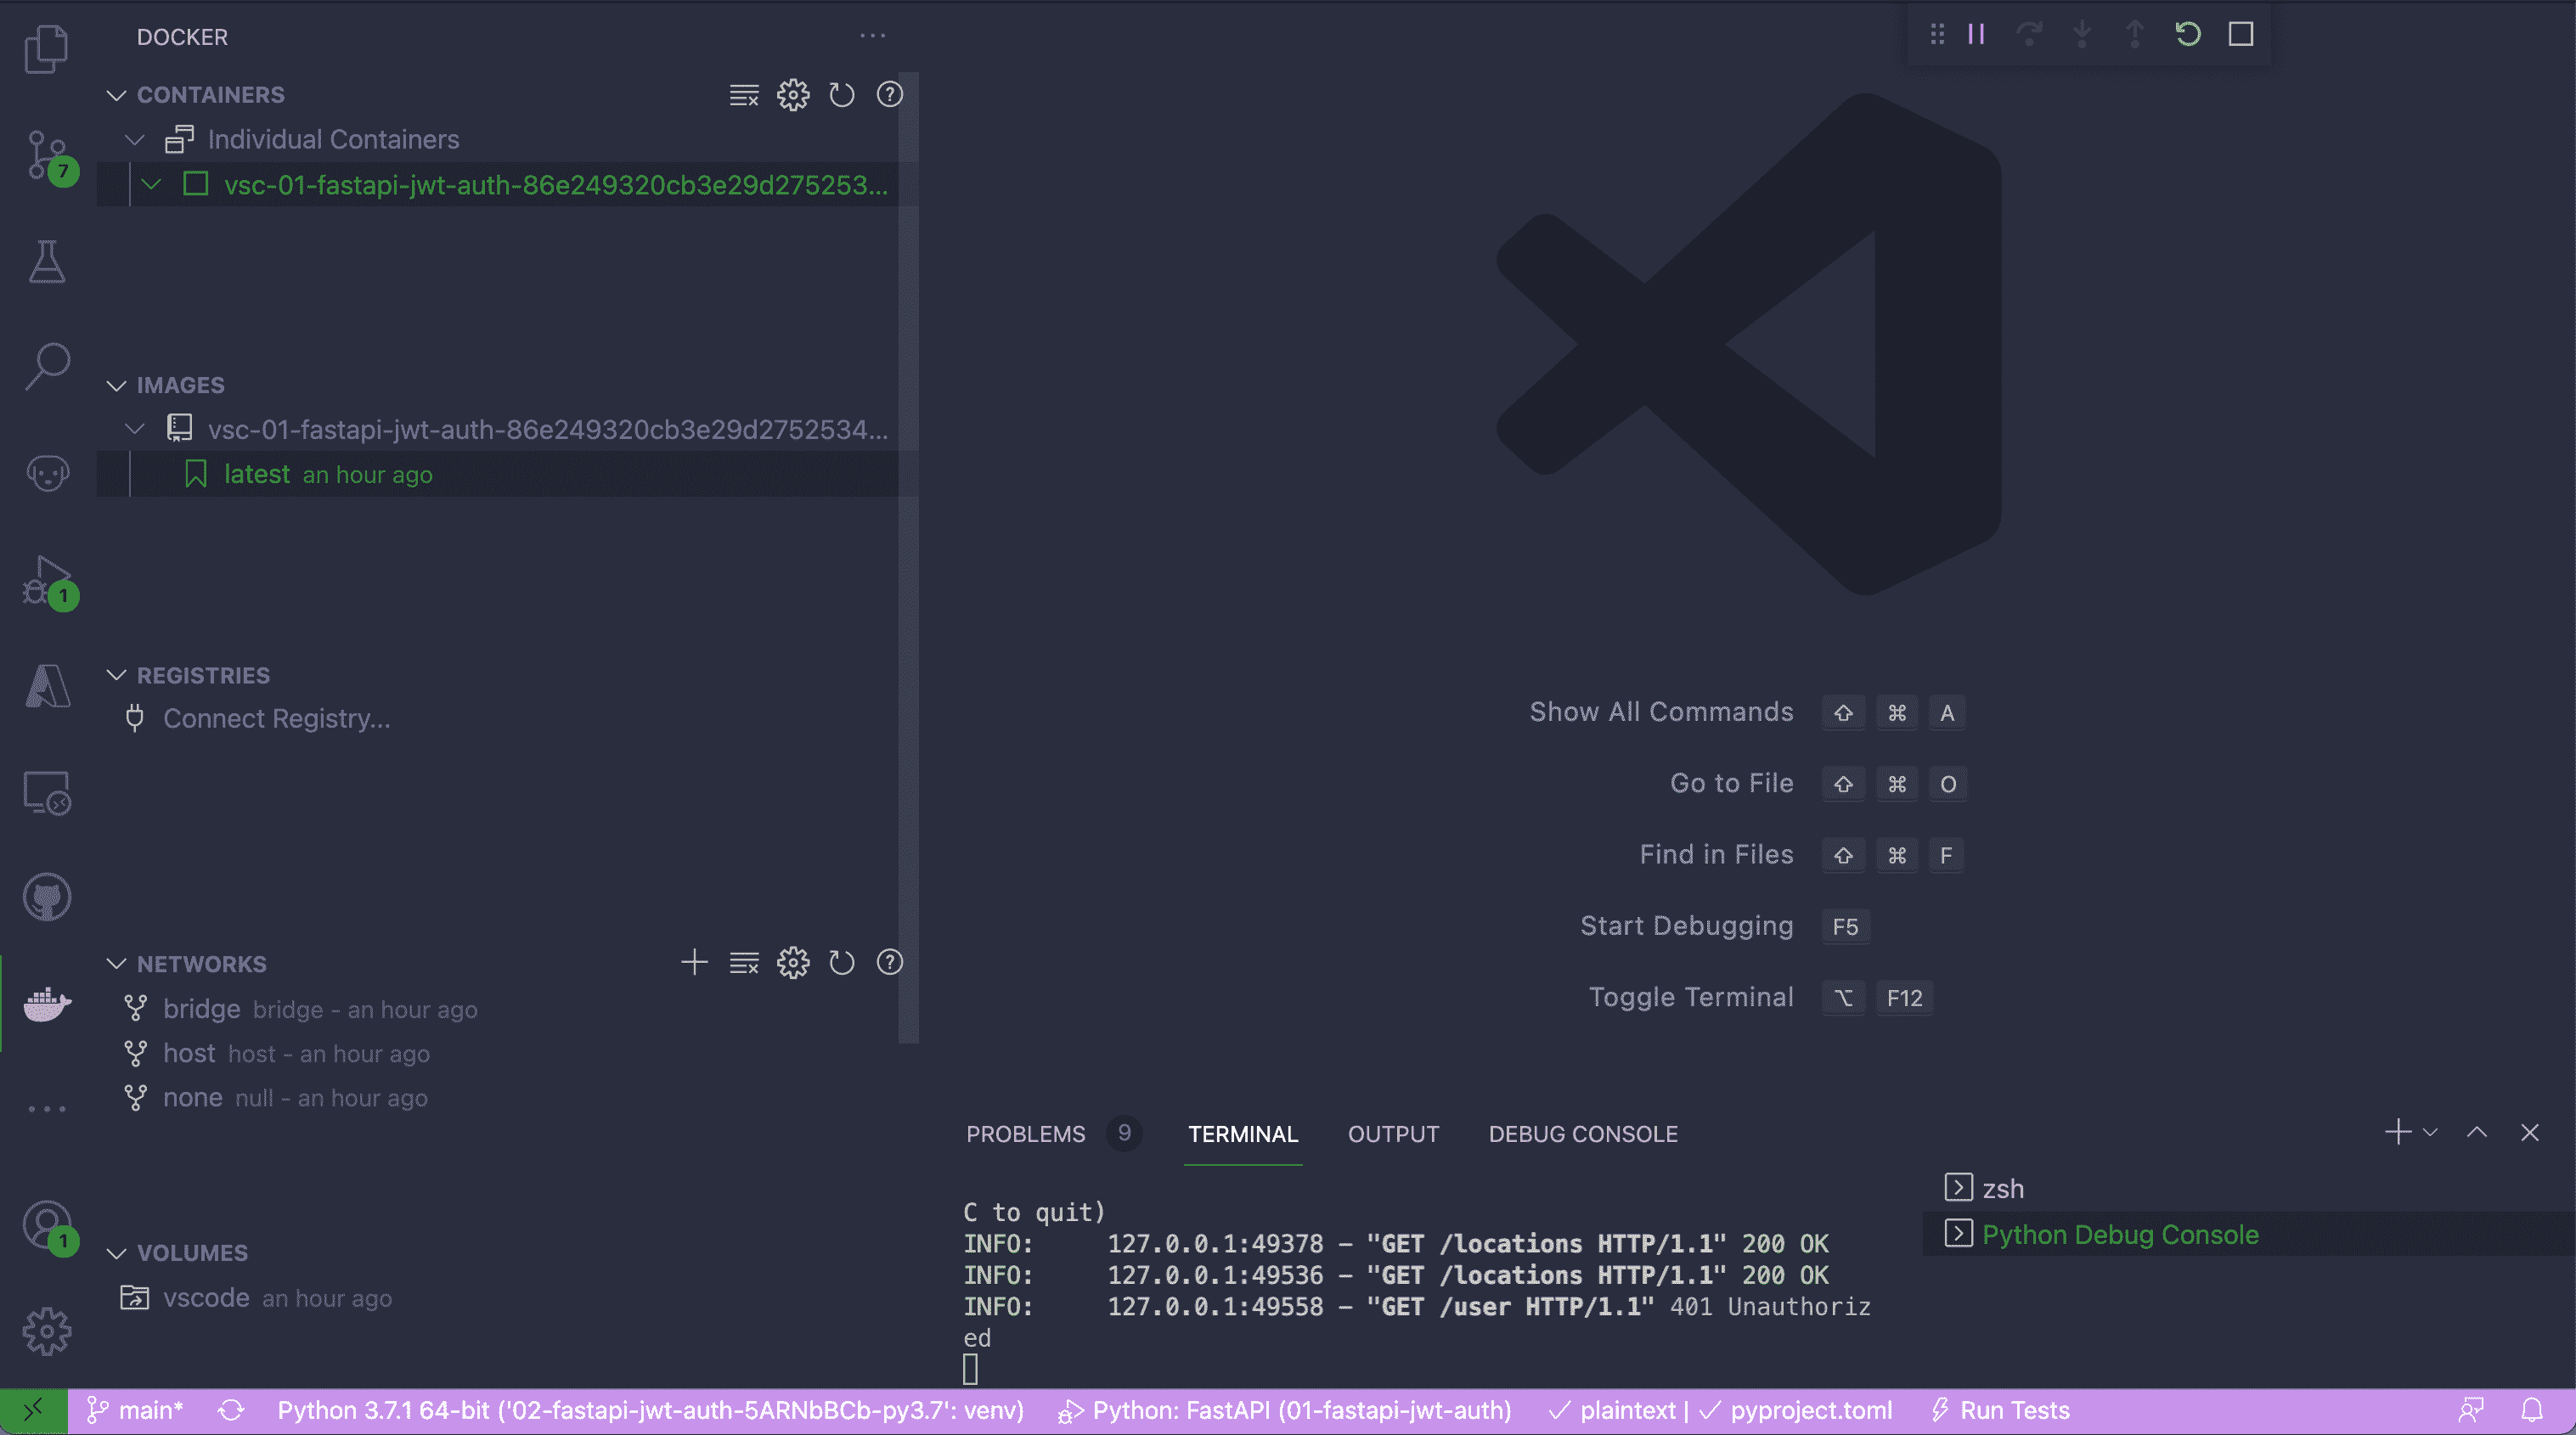 DOCKER
CONTAINERS
Individual Containers
vsc-01-fastapi-jwt-auth-86e249320cb3e29d275253...
7
IMAGES
vsc-01-fastapi-jwt-auth-86e249320cb3e29d2752534...
latest an hour ago
1
REGISTRIES
Connect Registry...
NETWORKS
bridge bridge - an hour ago
host host - an hour ago
none null - an hour ago
1
VOLUMES
vscode an hour ago
Show All Commands ⇧ ⌘ A
Go to File ⇧ ⌘ O
Find in Files ⇧ ⌘ F
Start Debugging F5
Toggle Terminal ⌥ F12
PROBLEMS 9 TERMINAL OUTPUT DEBUG CONSOLE
C to quit)
INFO: 127.0.0.1:49378 - "GET /locations HTTP/1.1" 200 OK
INFO: 127.0.0.1:49536 - "GET /locations HTTP/1.1" 200 OK
INFO: 127.0.0.1:49558 - "GET /user HTTP/1.1" 401 Unauthoriz
ed
zsh
Python Debug Console
main* Python 3.7.1 64-bit ('02-fastapi-jwt-auth-5ARNbBCb-py3.7': venv) Python: FastAPI (01-fastapi-jwt-auth) ✓ plaintext | ✓ pyproject.toml Run Tests